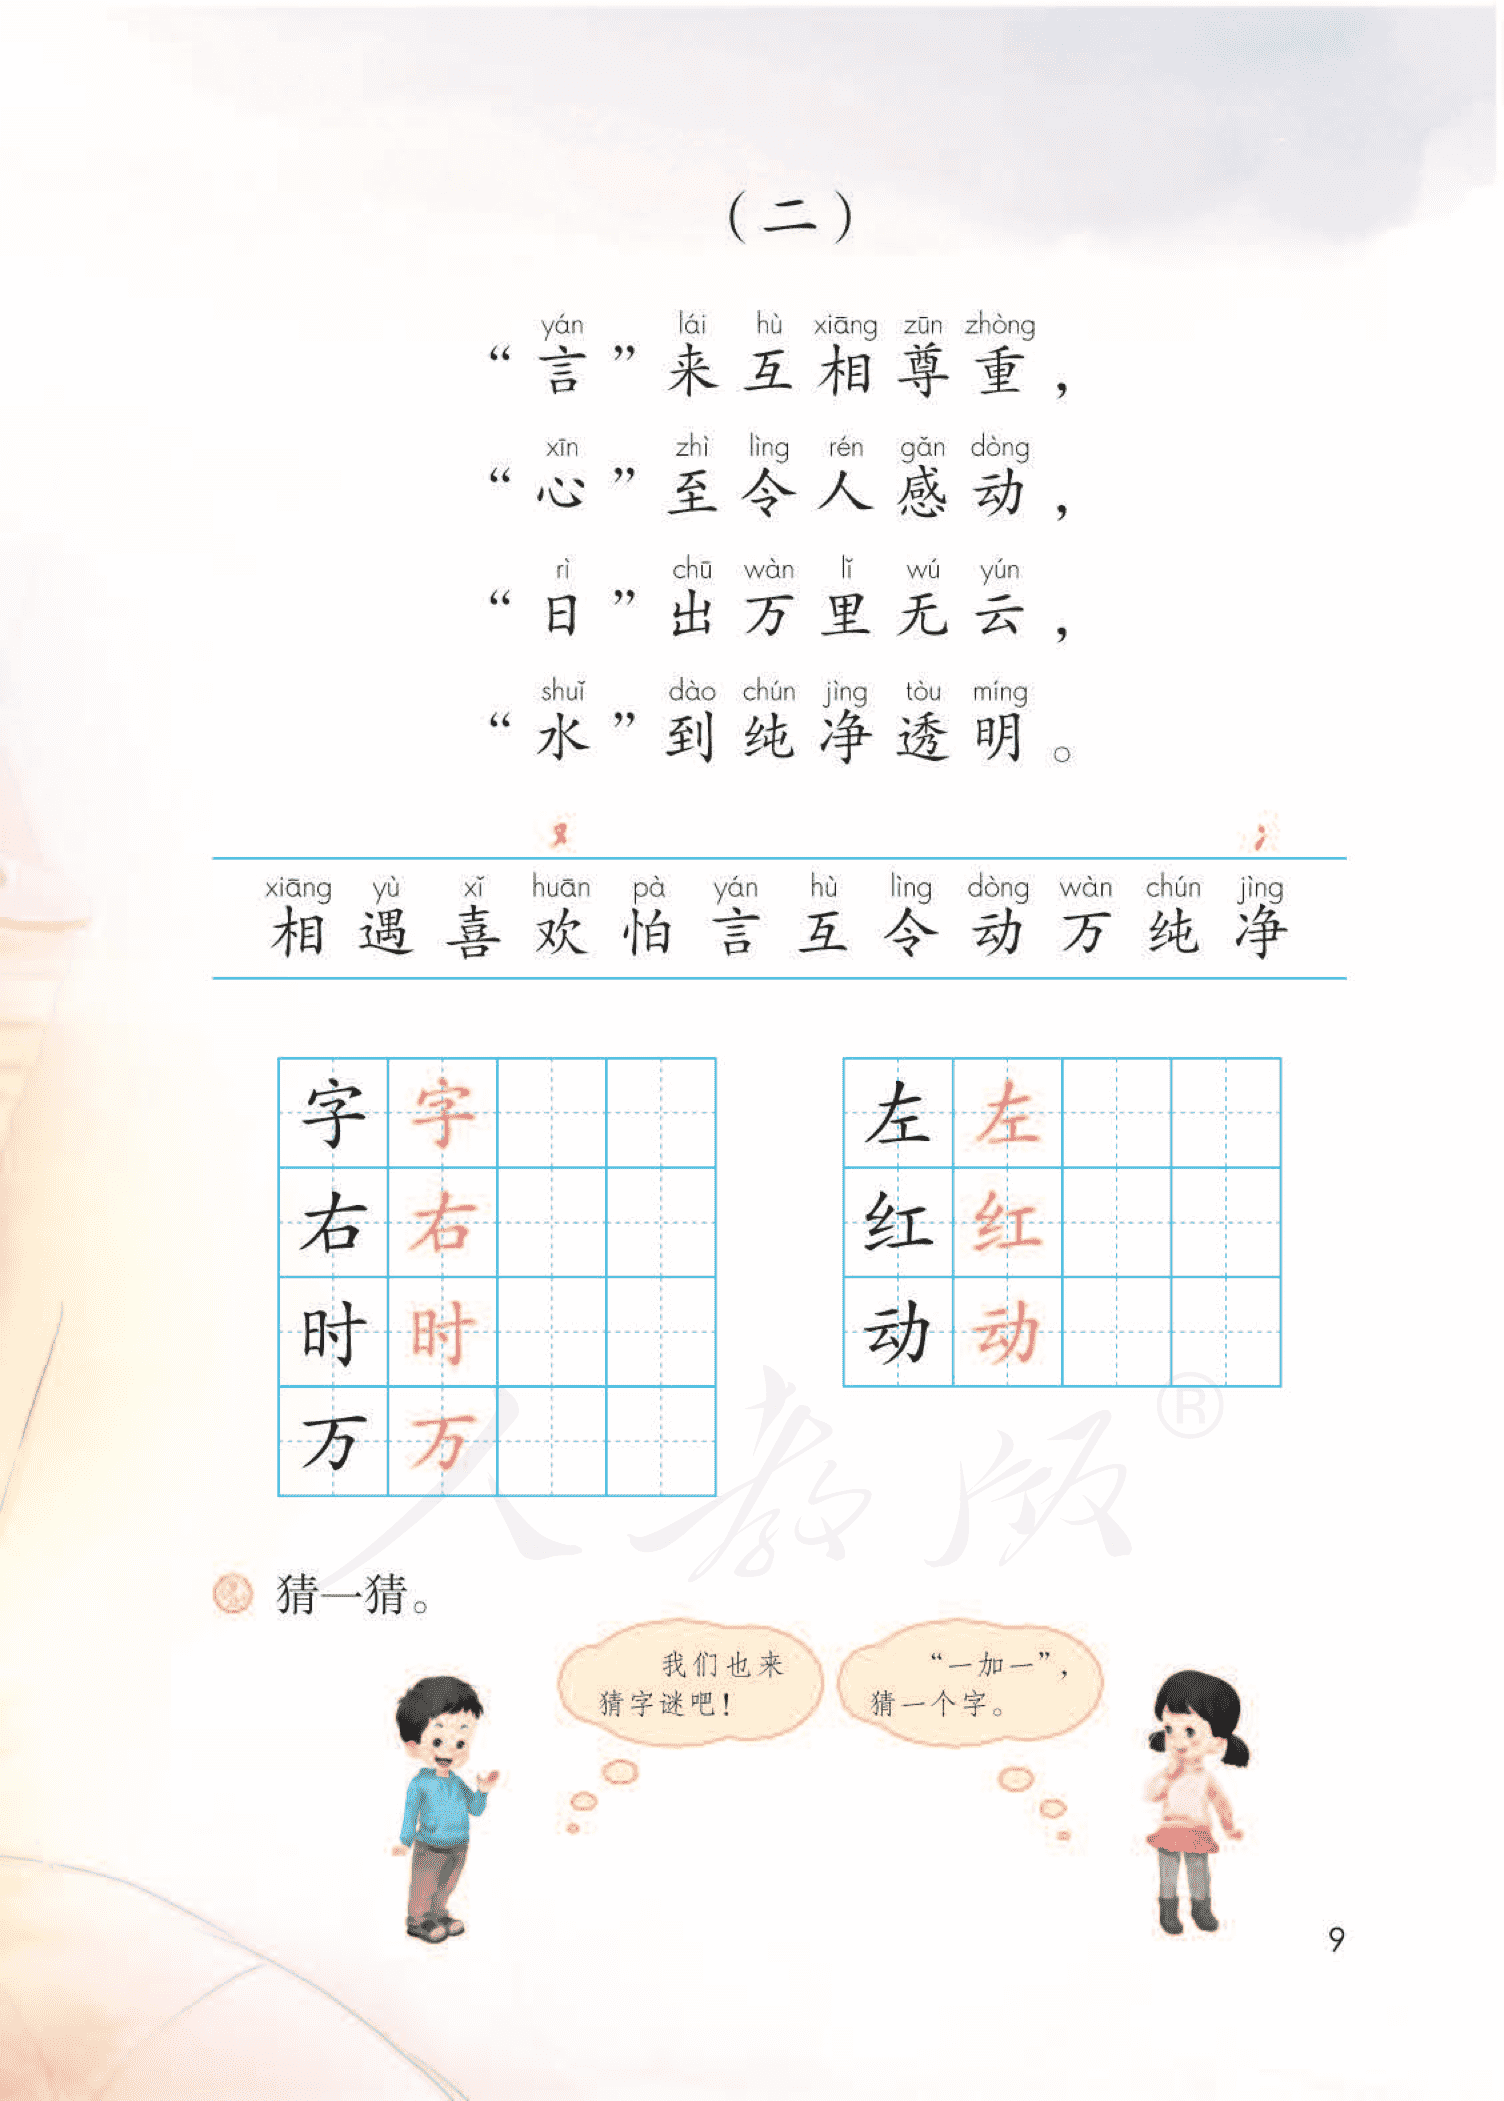 （二）
yán lái hù xiāng zūn zhòng
“言”来互相尊重，
xīn zhì lìng rén gǎn dòng
“心”至令人感动，
rì chū wàn lǐ wú yún
“日”出万里无云，
shuǐ dào chún jìng tòu míng
“水”到纯净透明。
又 冫
xiāng yù xǐ huān pà yán hù lìng dòng wàn chún jìng
相遇喜欢怕言互令动万纯净
字 字
右 右
时 时
万 万
左 左
红 红
动 动
人教版®
猜一猜。
我们也来
猜字谜吧！
“一加一”，
猜一个字。
9